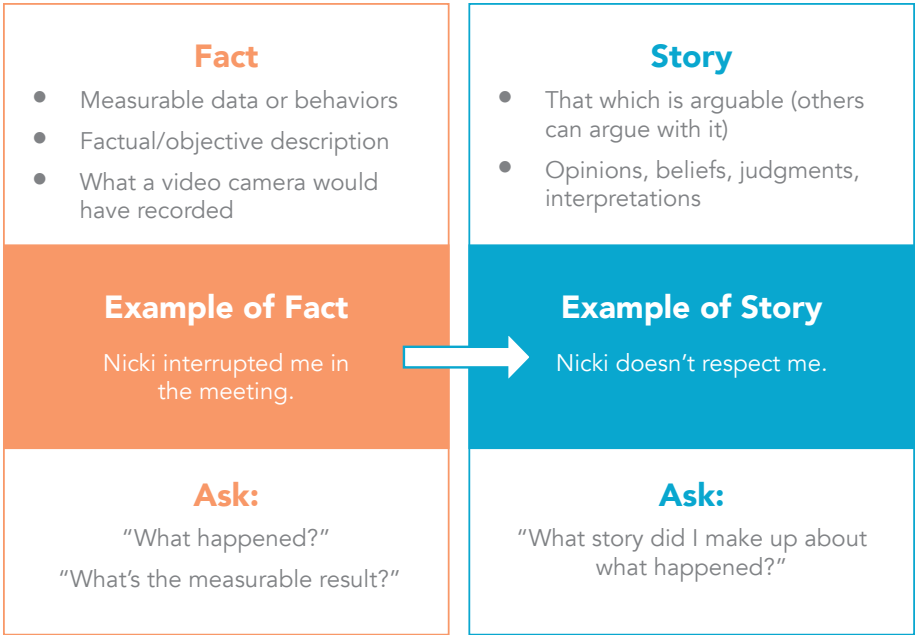 Fact
• Measurable data or behaviors
• Factual/objective description
• What a video camera would
have recorded
Example of Fact
Nicki interrupted me in
the meeting.
Ask:
“What happened?”
“What’s the measurable result?”
Story
• That which is arguable (others
can argue with it)
• Opinions, beliefs, judgments,
interpretations
Example of Story
Nicki doesn’t respect me.
Ask:
“What story did I make up about
what happened?”